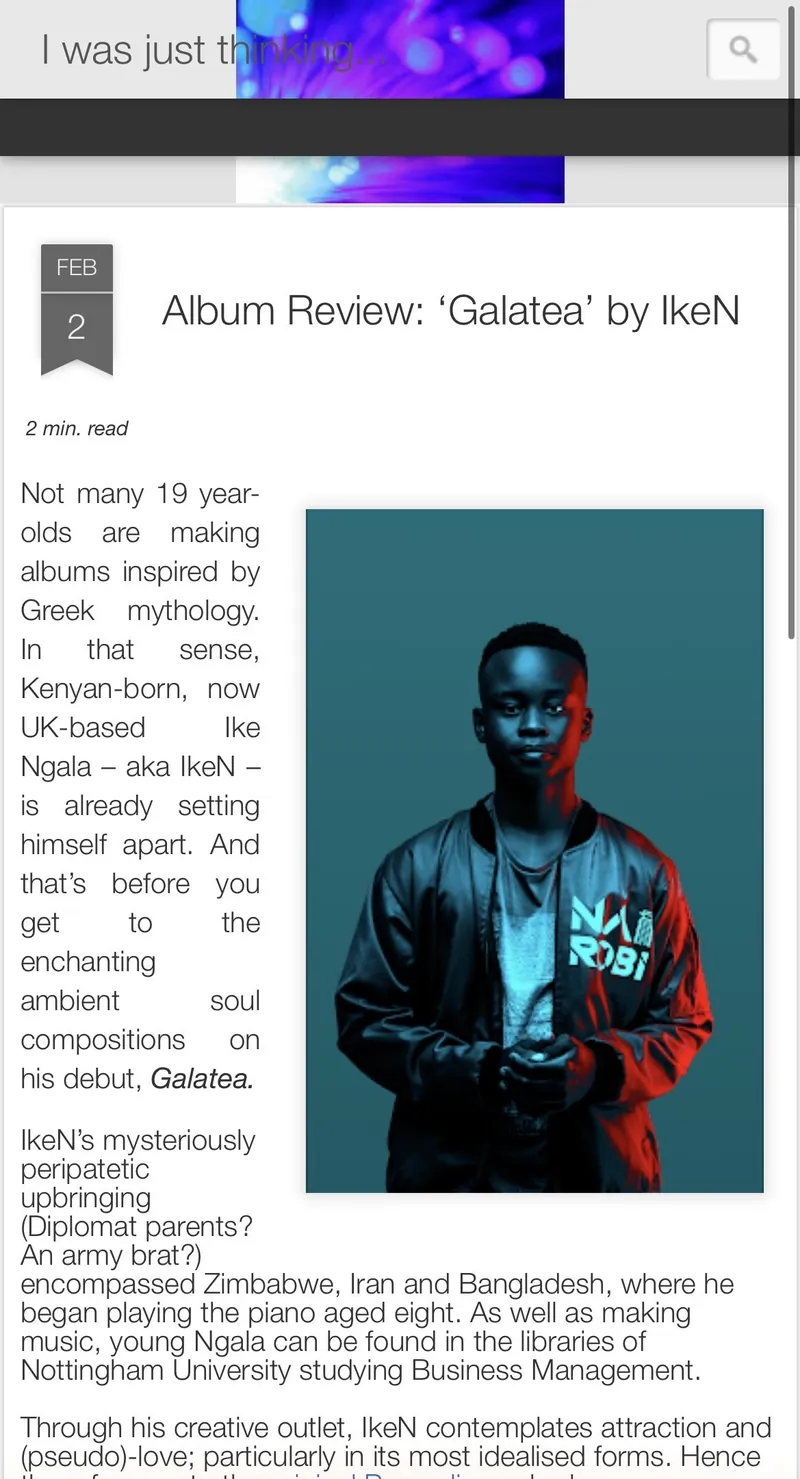 I was just thinking...
FEB
2
Album Review: ‘Galatea’ by IkeN
2 min. read
Not many 19 year-
olds are making
albums inspired by
Greek mythology.
In that sense,
Kenyan-born, now
UK-based Ike
Ngala – aka IkeN –
is already setting
himself apart. And
that’s before you
get to the
enchanting
ambient soul
compositions on
his debut, Galatea.
NAI
ROBI
IkeN’s mysteriously
peripatetic
upbringing
(Diplomat parents?
An army brat?)
encompassed Zimbabwe, Iran and Bangladesh, where he
began playing the piano aged eight. As well as making
music, young Ngala can be found in the libraries of
Nottingham University studying Business Management.
Through his creative outlet, IkeN contemplates attraction and
(pseudo)-love; particularly in its most idealised forms. Hence